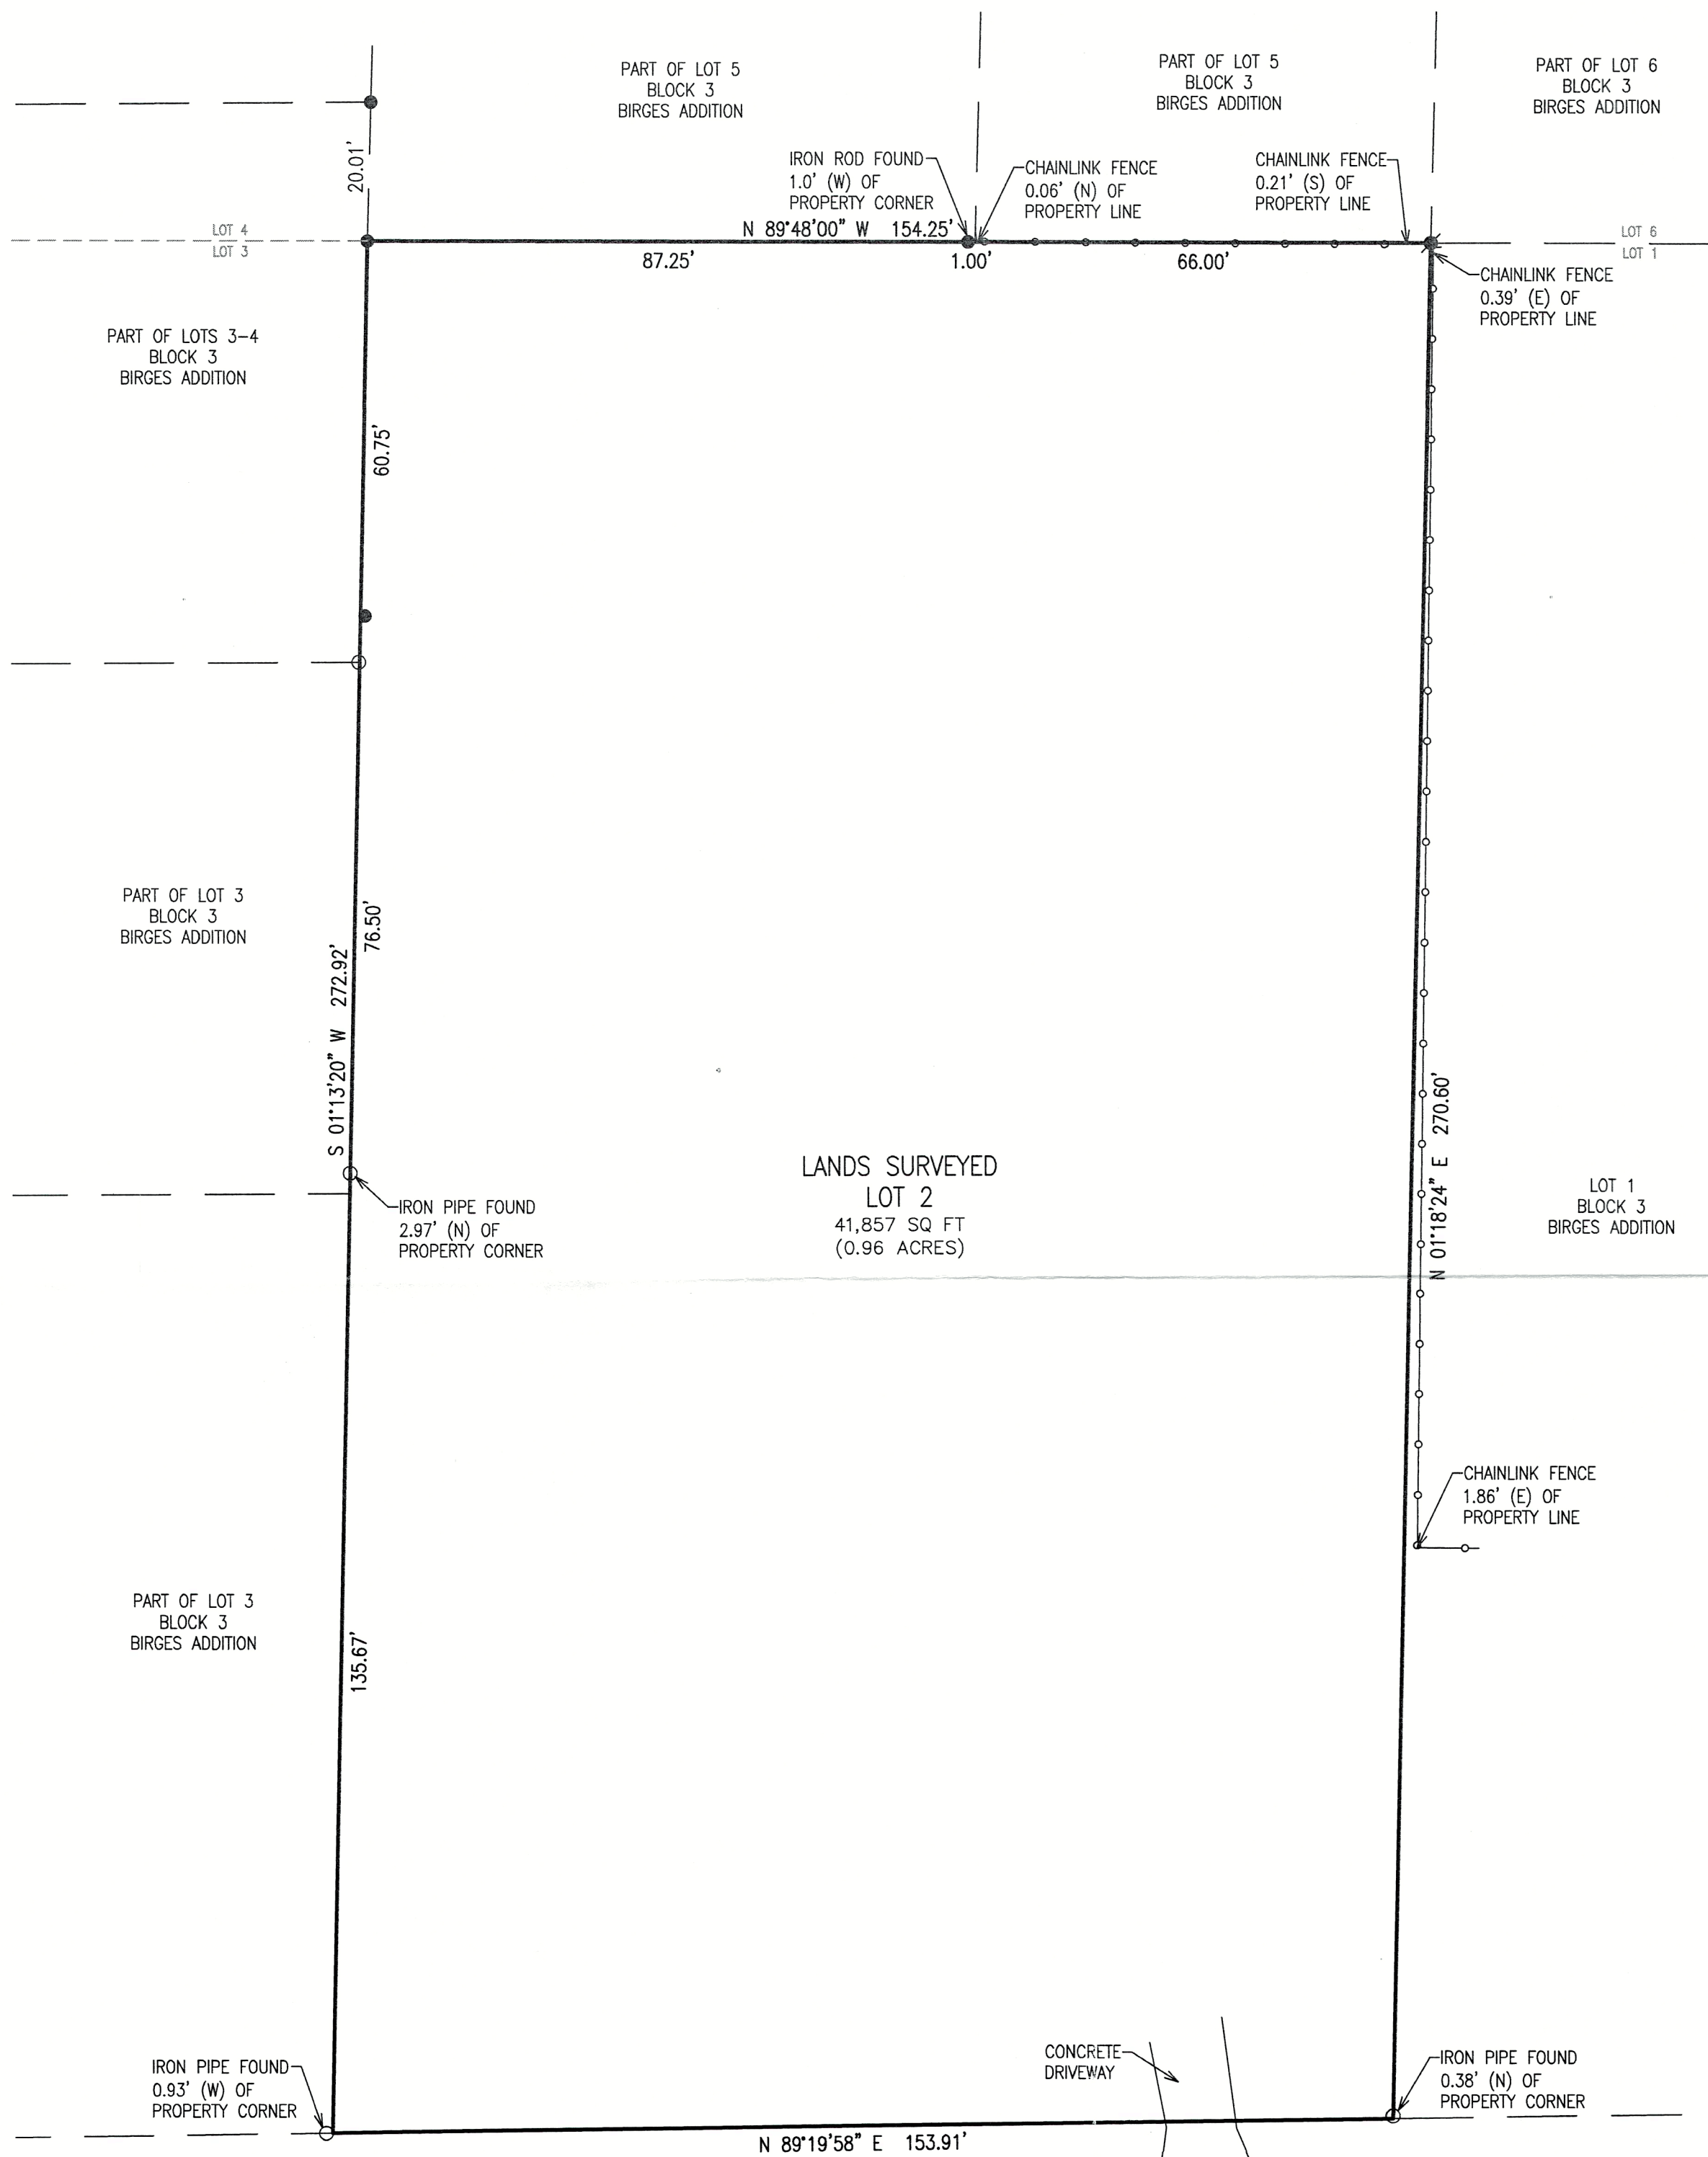 PART OF LOT 5
BLOCK 3
BIRGES ADDITION
PART OF LOT 5
BLOCK 3
BIRGES ADDITION
PART OF LOT 6
BLOCK 3
BIRGES ADDITION
20.01'
IRON ROD FOUND
1.0' (W) OF
PROPERTY CORNER
CHAINLINK FENCE
0.06' (N) OF
PROPERTY LINE
CHAINLINK FENCE
0.21' (S) OF
PROPERTY LINE
LOT 4
LOT 3
N 89°48'00" W 154.25'
87.25'
1.00'
66.00'
LOT 6
LOT 1
CHAINLINK FENCE
0.39' (E) OF
PROPERTY LINE
PART OF LOTS 3-4
BLOCK 3
BIRGES ADDITION
60.75'
PART OF LOT 3
BLOCK 3
BIRGES ADDITION
76.50'
S 01°13'20" W 272.92'
IRON PIPE FOUND
2.97' (N) OF
PROPERTY CORNER
LANDS SURVEYED
LOT 2
41,857 SQ FT
(0.96 ACRES)
N 01°18'24" E 270.60'
LOT 1
BLOCK 3
BIRGES ADDITION
CHAINLINK FENCE
1.86' (E) OF
PROPERTY LINE
PART OF LOT 3
BLOCK 3
BIRGES ADDITION
135.67'
IRON PIPE FOUND
0.93' (W) OF
PROPERTY CORNER
CONCRETE
DRIVEWAY
IRON PIPE FOUND
0.38' (N) OF
PROPERTY CORNER
N 89°19'58" E 153.91'